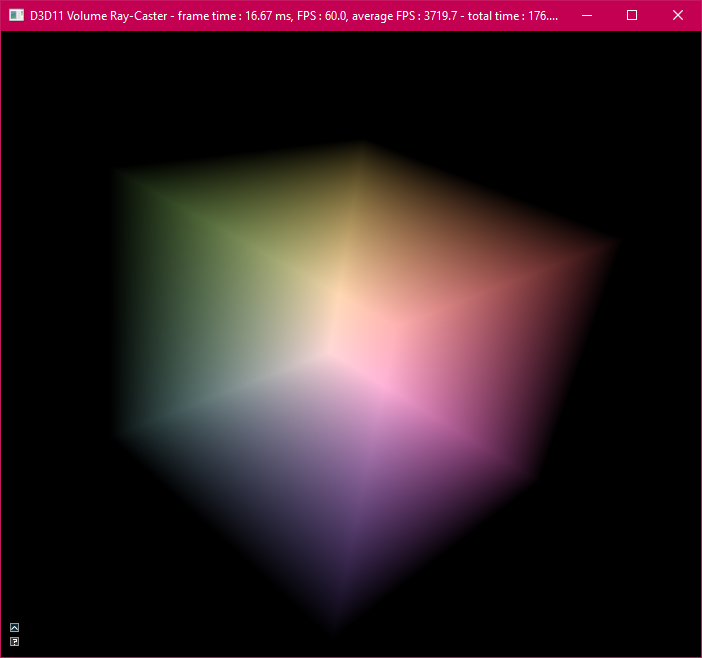 D3D11 Volume Ray-Caster - frame time : 16.67 ms, FPS : 60.0, average FPS : 3719.7 - total time : 176....
?